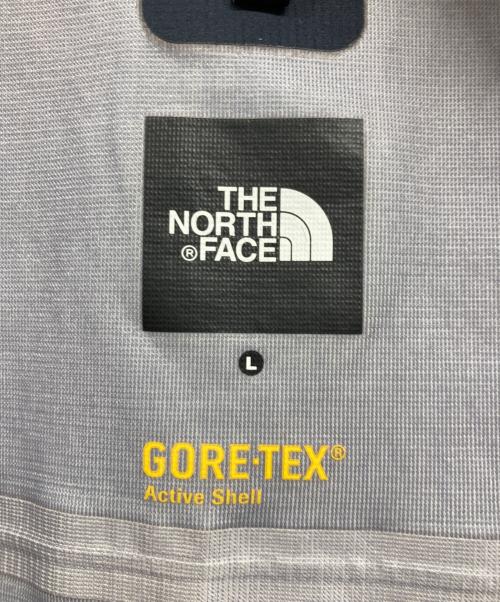 THE
NORTH
®FACE
L
GORE-TEX®
Active Shell